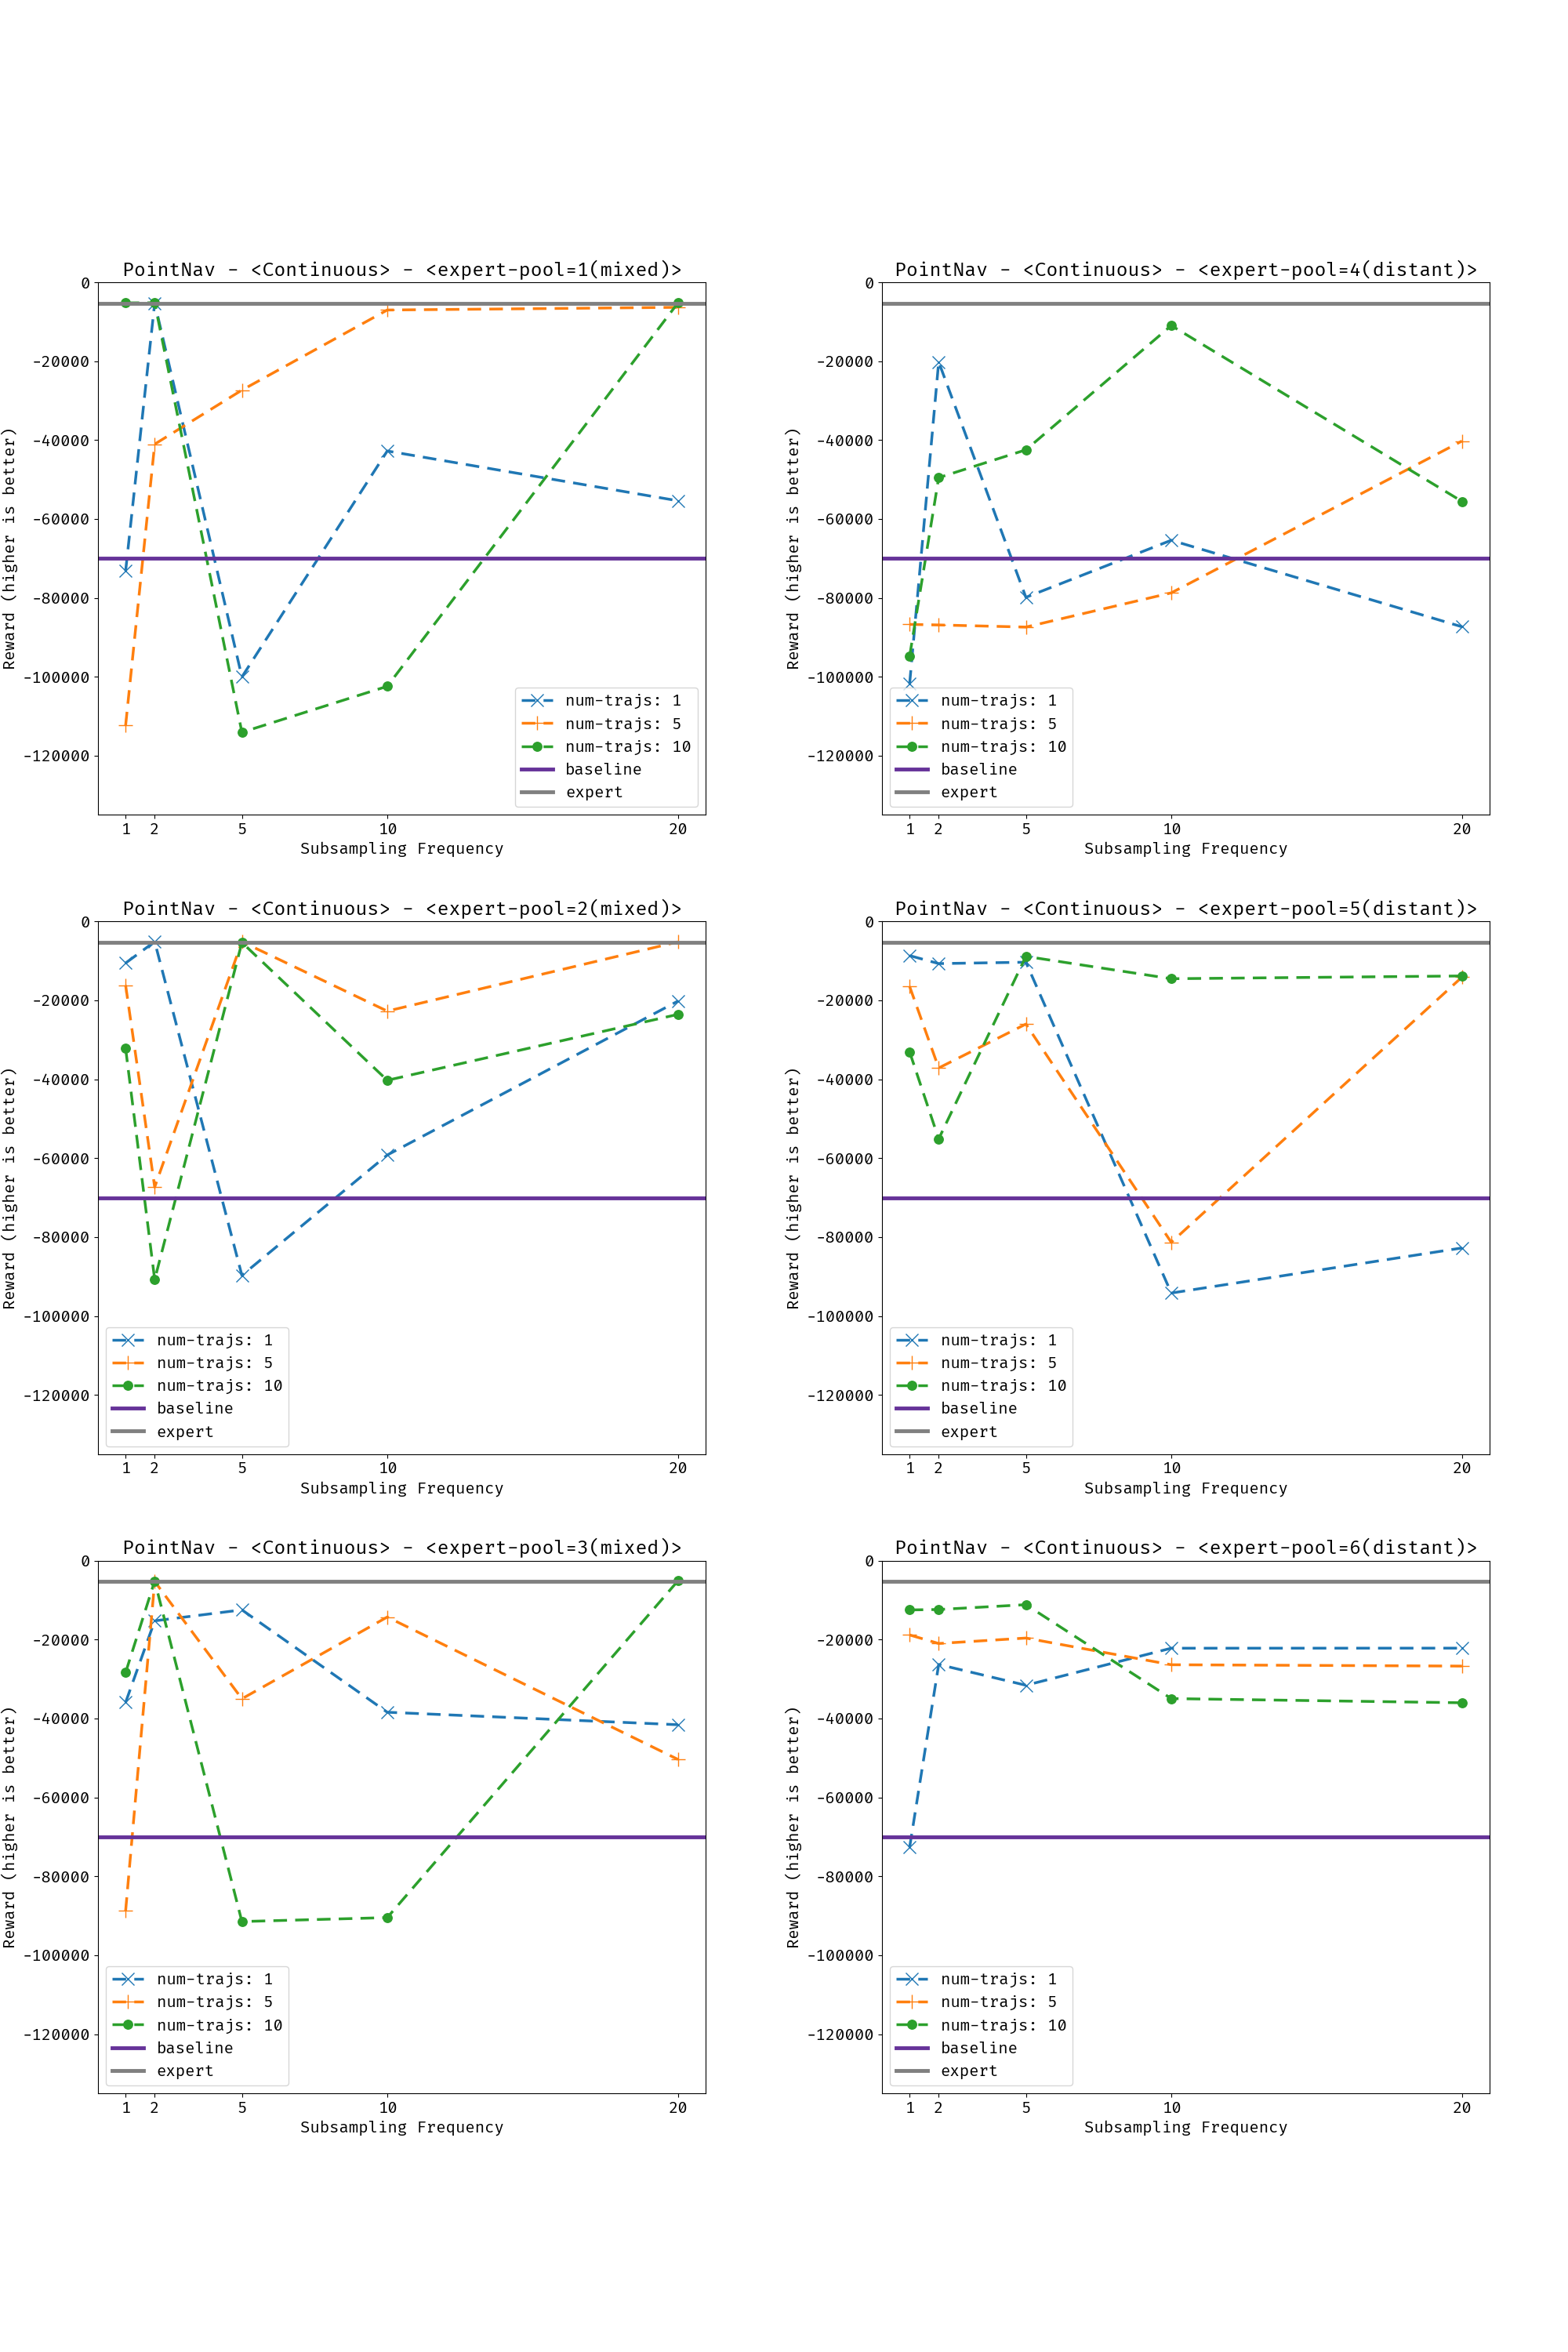 PointNav - <Continuous> - <expert-pool=1(mixed)>
0
-20000
-40000
-60000
-80000
-100000
-120000
Reward (higher is better)
num-trajs: 1
num-trajs: 5
num-trajs: 10
baseline
expert
1 2 5 10 20
Subsampling Frequency
PointNav - <Continuous> - <expert-pool=4(distant)>
0
-20000
-40000
-60000
-80000
-100000
-120000
Reward (higher is better)
num-trajs: 1
num-trajs: 5
num-trajs: 10
baseline
expert
1 2 5 10 20
Subsampling Frequency
PointNav - <Continuous> - <expert-pool=2(mixed)>
0
-20000
-40000
-60000
-80000
-100000
-120000
Reward (higher is better)
num-trajs: 1
num-trajs: 5
num-trajs: 10
baseline
expert
1 2 5 10 20
Subsampling Frequency
PointNav - <Continuous> - <expert-pool=5(distant)>
0
-20000
-40000
-60000
-80000
-100000
-120000
Reward (higher is better)
num-trajs: 1
num-trajs: 5
num-trajs: 10
baseline
expert
1 2 5 10 20
Subsampling Frequency
PointNav - <Continuous> - <expert-pool=3(mixed)>
0
-20000
-40000
-60000
-80000
-100000
-120000
Reward (higher is better)
num-trajs: 1
num-trajs: 5
num-trajs: 10
baseline
expert
1 2 5 10 20
Subsampling Frequency
PointNav - <Continuous> - <expert-pool=6(distant)>
0
-20000
-40000
-60000
-80000
-100000
-120000
Reward (higher is better)
num-trajs: 1
num-trajs: 5
num-trajs: 10
baseline
expert
1 2 5 10 20
Subsampling Frequency